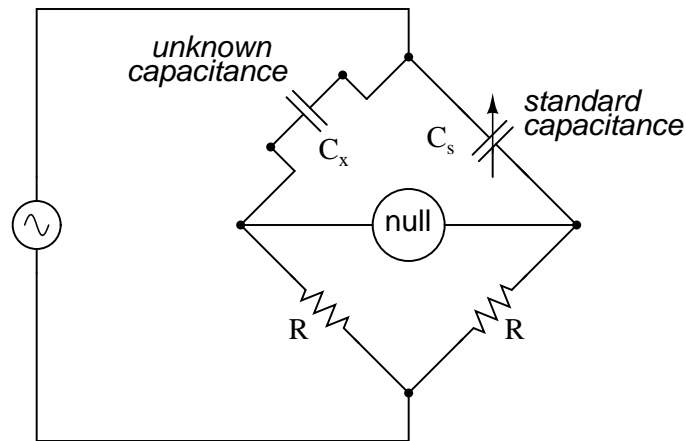 unknown
capacitance
standard
capacitance
Cx
Cs
null
R
R